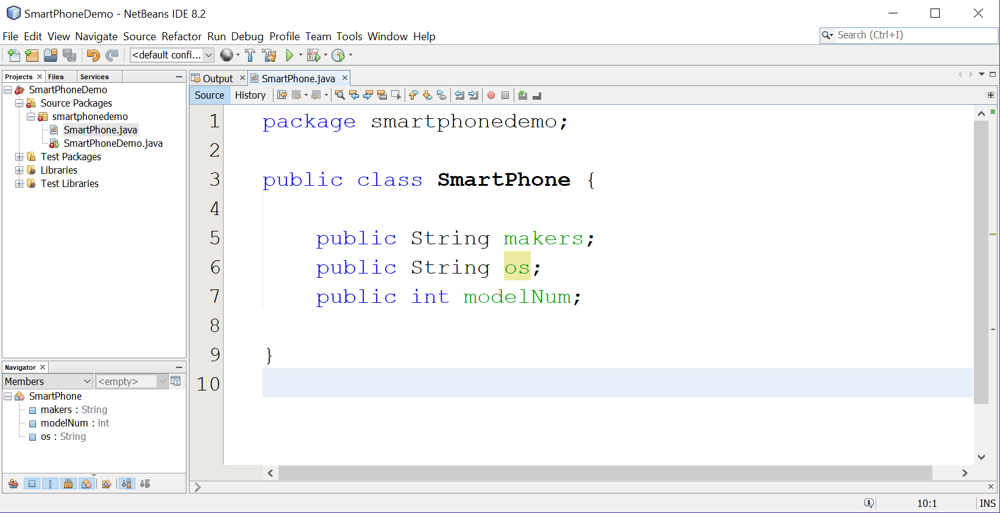 SmartPhoneDemo - NetBeans IDE 8.2
File Edit View Navigate Source Refactor Run Debug Profile Team Tools Window Help
Search (Ctrl+I)
<default confi...
Projects Files Services
SmartPhoneDemo
Source Packages
smartphonedemo
SmartPhone.java
SmartPhoneDemo.java
Test Packages
Libraries
Test Libraries
Output SmartPhone.java
Source History
1 package smartphonedemo;
2
3 public class SmartPhone {
4
5 public String makers;
6 public String os;
7 public int modelNum;
8
9 }
10
Navigator
Members <empty>
SmartPhone
makers : String
modelNum : int
os : String
10:1 INS